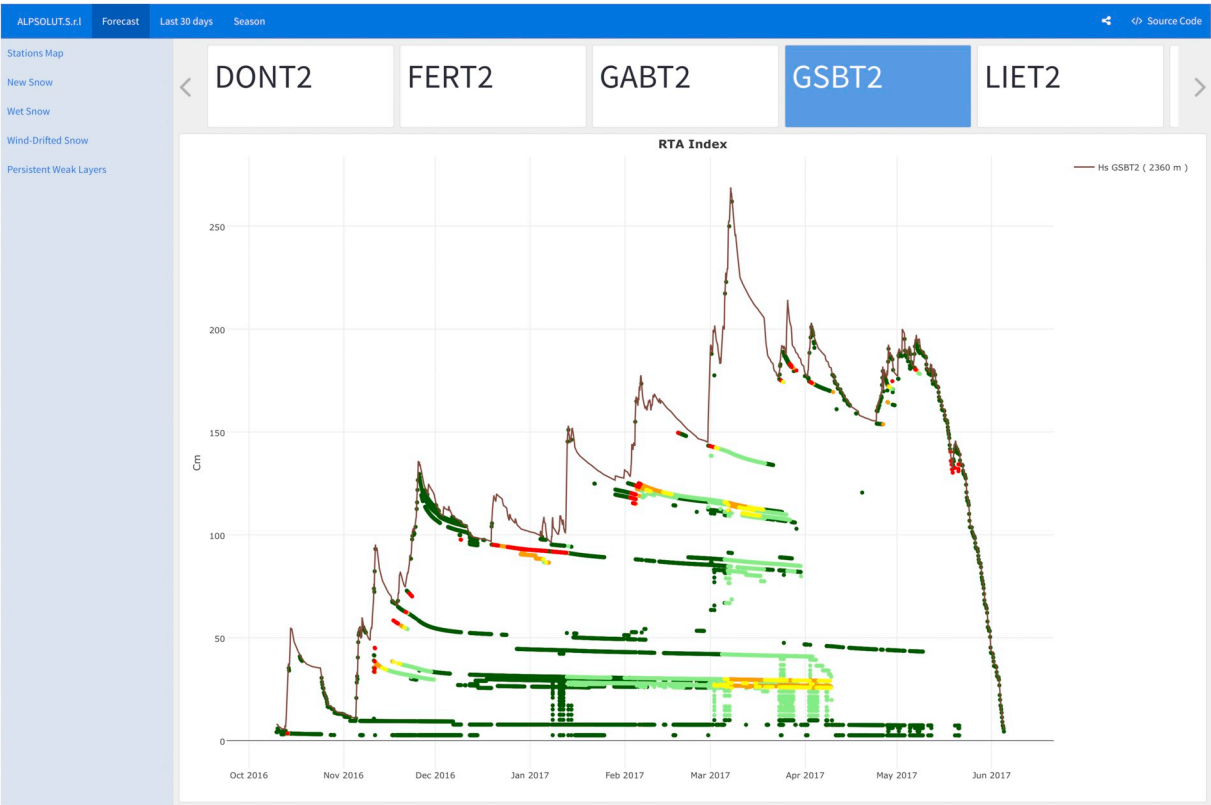 ALPSOLUT.S.r.l Forecast Last 30 days Season </> Source Code
Stations Map
New Snow
Wet Snow
Wind-Drifted Snow
Persistent Weak Layers
DONT2 FERT2 GABT2 GSBT2 LIET2
RTA Index
Hs GSBT2 ( 2360 m )
250
200
150
100
50
0
Cm
Oct 2016 Nov 2016 Dec 2016 Jan 2017 Feb 2017 Mar 2017 Apr 2017 May 2017 Jun 2017